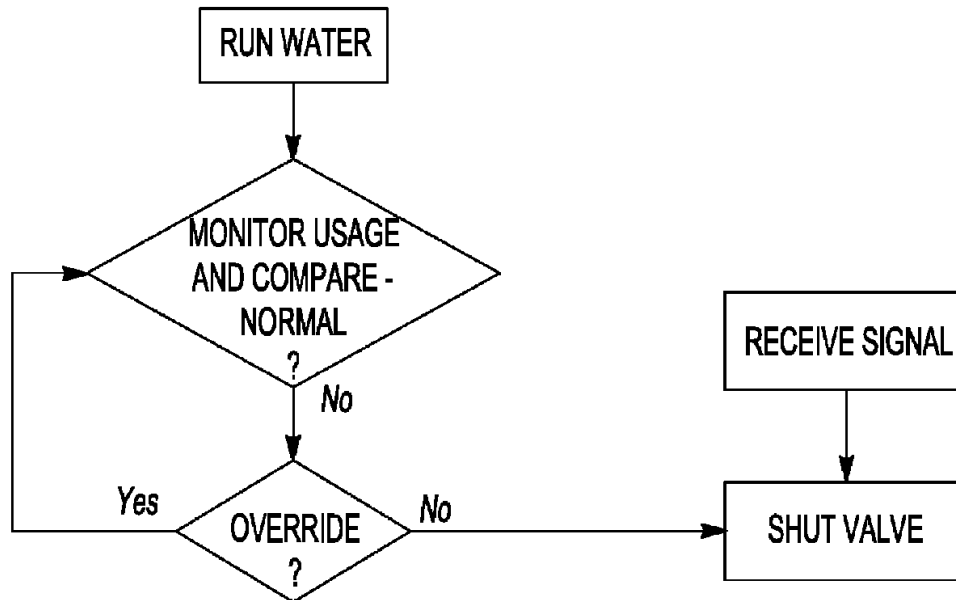 RUN WATER
MONITOR USAGE
AND COMPARE -
NORMAL
?
No
RECEIVE SIGNAL
Yes
OVERRIDE
?
No
SHUT VALVE